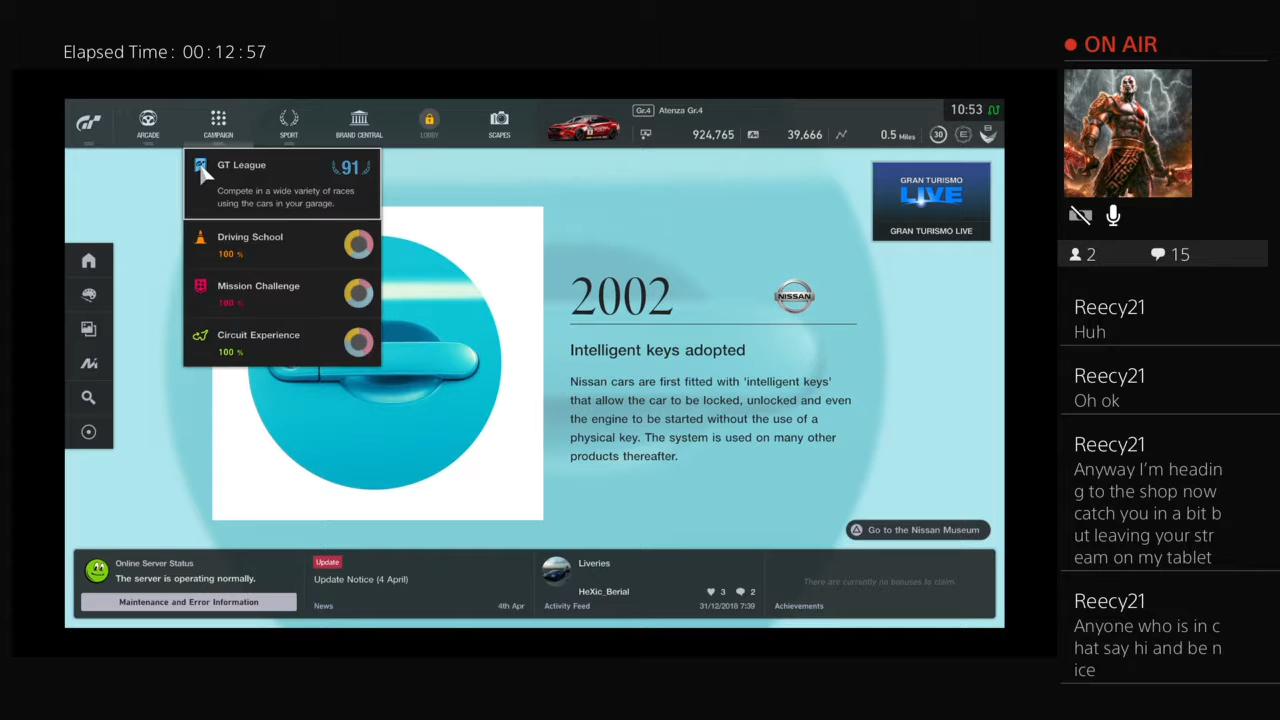 Elapsed Time: 00:12:57
ON AIR
ARCADE
CAMPAIGN
SPORT
BRAND CENTRAL
LOBBY
SCAPES
Gr.4 Atenza Gr.4
924,765
39,666
0.5 Miles
10:53
30
E
B
GT League
91
Compete in a wide variety of races
using the cars in your garage.
Driving School
100 %
Mission Challenge
100 %
Circuit Experience
100 %
GRAN TURISMO
LIVE
GRAN TURISMO LIVE
2002
NISSAN
Intelligent keys adopted
Nissan cars are first fitted with 'intelligent keys'
that allow the car to be locked, unlocked and even
the engine to be started without the use of a
physical key. The system is used on many other
products thereafter.
Go to the Nissan Museum
Online Server Status
The server is operating normally.
Maintenance and Error Information
Update
Update Notice (4 April)
News
4th Apr
Liveries
HeXic_Berial
3
2
Activity Feed
31/12/2018 7:39
There are currently no bonuses to claim.
Achievements
2
15
Reecy21
Huh
Reecy21
Oh ok
Reecy21
Anyway I'm headin
g to the shop now
catch you in a bit b
ut leaving your str
eam on my tablet
Reecy21
Anyone who is in c
hat say hi and be n
ice